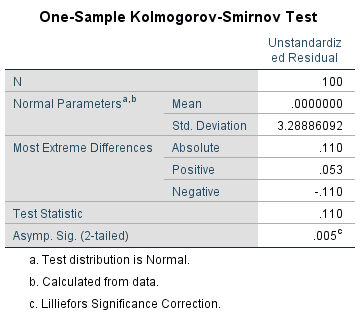 One-Sample Kolmogorov-Smirnov Test
Unstandardiz
ed Residual
N 100
Normal Parametersa,b Mean .0000000
Std. Deviation 3.28886092
Most Extreme Differences Absolute .110
Positive .053
Negative -.110
Test Statistic .110
Asymp. Sig. (2-tailed) .005c
a. Test distribution is Normal.
b. Calculated from data.
c. Lilliefors Significance Correction.